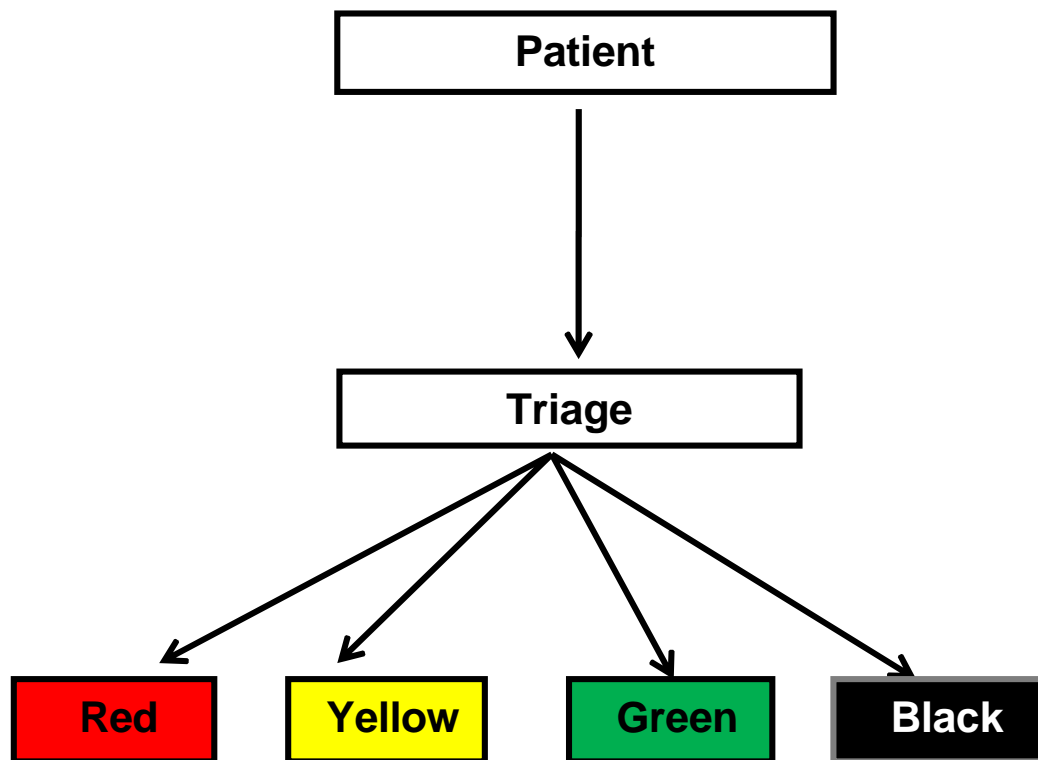 Patient
Triage
Red
Yellow
Green
Black